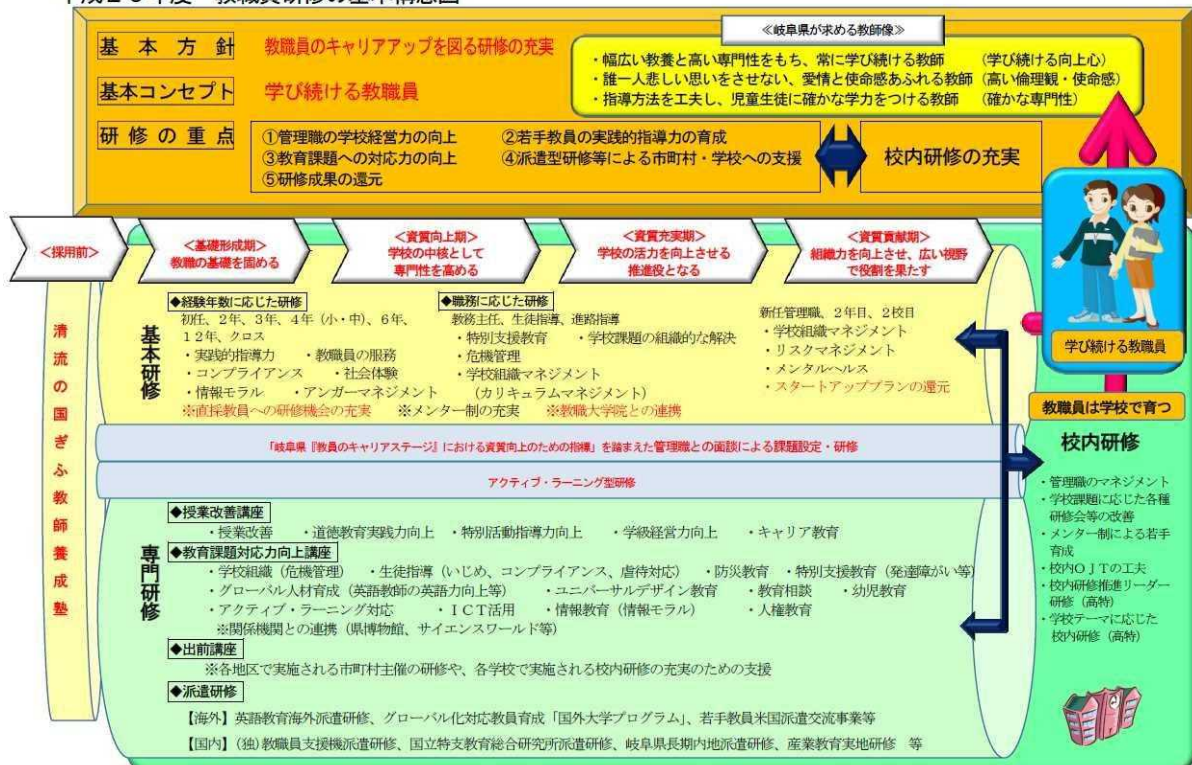 ≪岐阜県が求める教師像≫
基本方針
教職員のキャリアアップを図る研修の充実
・幅広い教養と高い専門性をもち、常に学び続ける教師 (学び続ける向上心)
・誰一人悲しい思いをさせない、愛情と使命感あふれる教師 (高い倫理観・使命感)
・指導方法を工夫し、児童生徒に確かな学力をつける教師 (確かな専門性)
基本コンセプト
学び続ける教職員
研修の重点
①管理職の学校経営力の向上 ②若手教員の実践的指導力の育成
③教育課題への対応力の向上 ④派遣型研修等による市町村・学校への支援
⑤研修成果の還元
校内研修の充実
<採用前>
<基礎形成期>
教職の基礎を固める
<資質向上期>
学校の中核として
専門性を高める
<資質充実期>
学校の活力を向上させる
推進役となる
<資質貢献期>
組織力を向上させ、広い視野
で役割を果たす
学び続ける教職員
清流の国ぎふ教師養成塾
基本研修
◆経験年数に応じた研修
初任、2年、3年、4年(小・中)、6年、
12年、クロス
・実践的指導力 ・教職員の服務
・コンプライアンス ・社会体験
・情報モラル ・アンガーマネジメント
※直採教員への研修機会の充実 ※メンター制の充実 ※教職大学院との連携
◆職務に応じた研修
教務主任、生徒指導、進路指導
・特別支援教育 ・学校課題の組織的な解決
・危機管理
・学校組織マネジメント
(カリキュラムマネジメント)
新任管理職、2年目、2校目
・学校組織マネジメント
・リスクマネジメント
・メンタルヘルス
・スタートアッププランの還元
「岐阜県『教員のキャリアステージ』における資質向上のための指標」を踏まえた管理職との面談による課題設定・研修
アクティブ・ラーニング型研修
専門研修
◆授業改善講座
・授業改善 ・道徳教育実践力向上 ・特別活動指導力向上 ・学級経営力向上 ・キャリア教育
◆教育課題対応力向上講座
・学校組織(危機管理) ・生徒指導(いじめ、コンプライアンス、虐待対応) ・防災教育 ・特別支援教育(発達障がい等)
・グローバル人材育成(英語教師の英語力向上等) ・ユニバーサルデザイン教育 ・教育相談 ・幼児教育
・アクティブ・ラーニング対応 ・ICT活用 ・情報教育(情報モラル) ・人権教育
※関係機関との連携(県博物館、サイエンスワールド等)
◆出前講座
※各地区で実施される市町村主催の研修や、各学校で実施される校内研修の充実のための支援
◆派遣研修
【海外】英語教育海外派遣研修、グローバル化対応教員育成「国外大学プログラム」、若手教員米国派遣交流事業等
【国内】(独)教職員支援機派遣研修、国立特支教育総合研究所派遣研修、岐阜県長期内地派遣研修、産業教育実地研修 等
教職員は学校で育つ
校内研修
・管理職のマネジメント
・学校課題に応じた各種
研修会等の改善
・メンター制による若手
育成
・校内OJTの工夫
・校内研修推進リーダー
研修(高特)
・学校テーマに応じた
校内研修(高特)